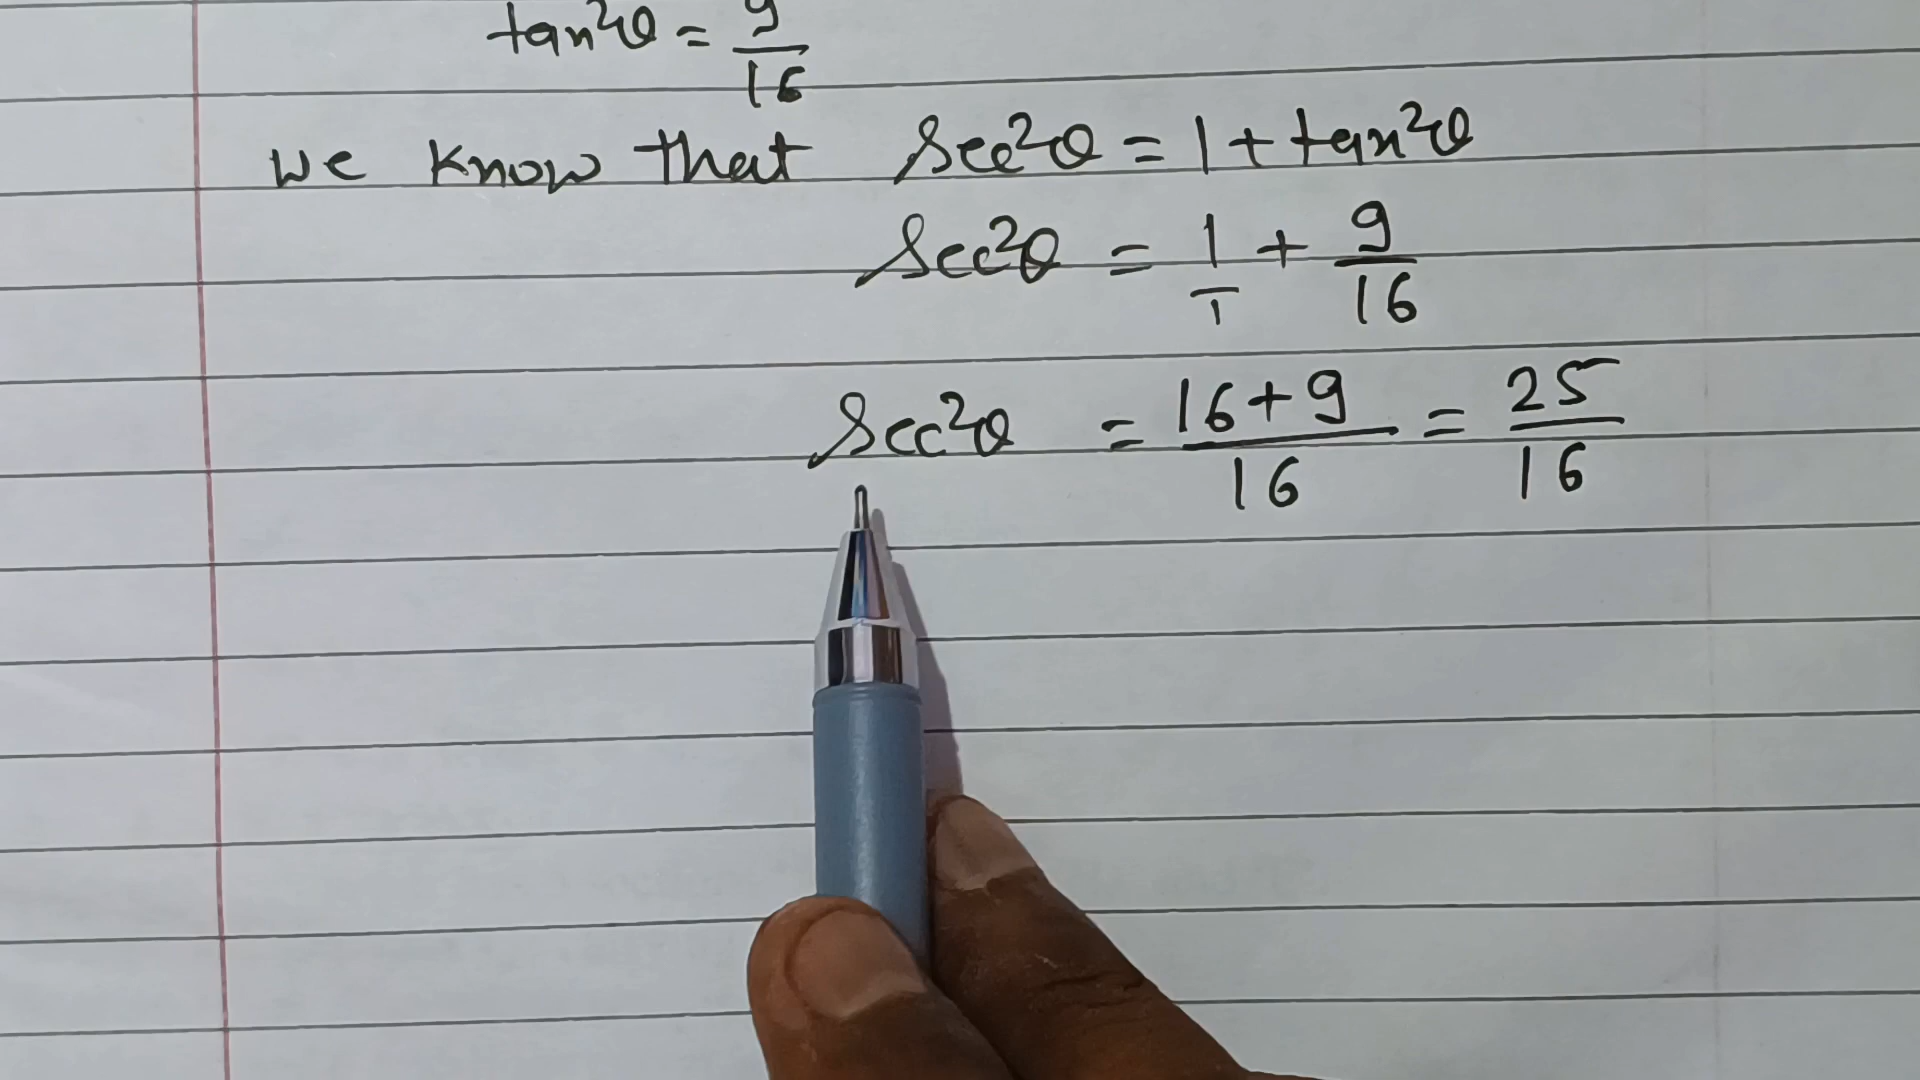 tan²θ = 9/16
We know that sec²θ = 1 + tan²θ
sec²θ = 1/1 + 9/16
sec²θ = 16+9/16 = 25/16